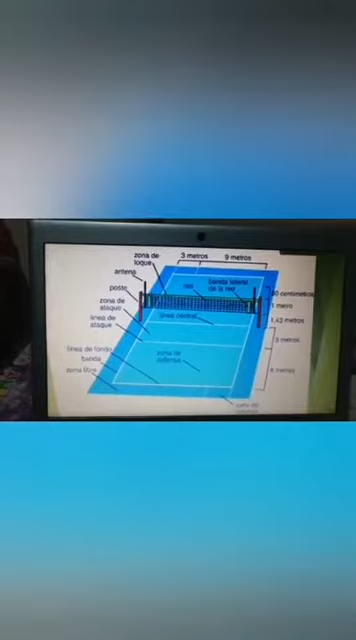 zona de
toque
3 metros
9 metros
antena
banda lateral
de la red
red
poste
80 centímetros
zona de
ataque
1 metro
línea central
1,43 metros
línea de
ataque
3 metros
línea de fondo
zona de
defensa
banda
6 metros
zona libre